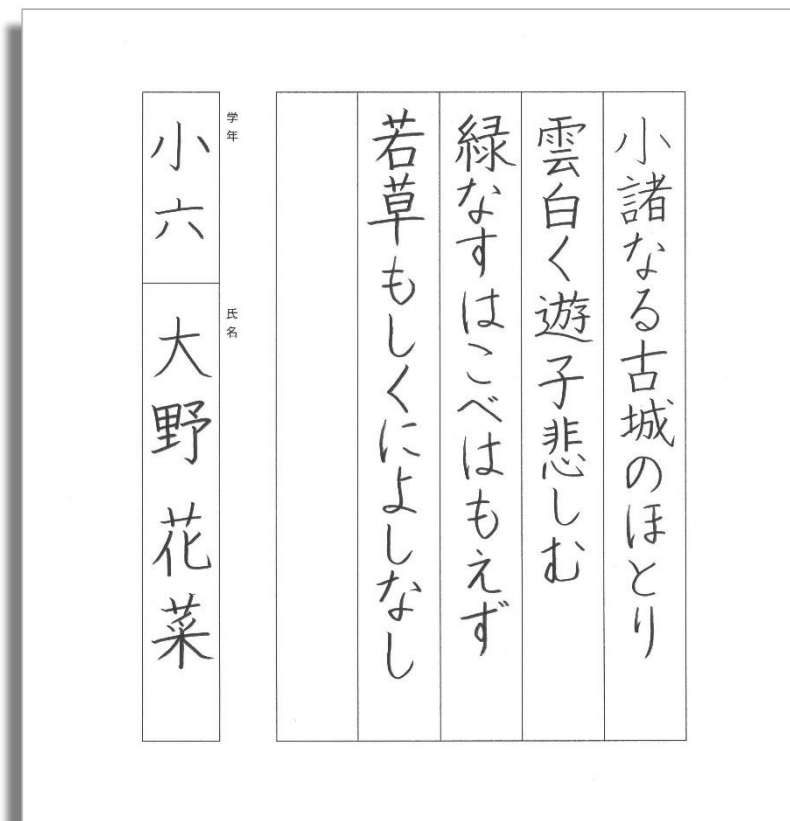 小諸なる古城のほとり
雲白く遊子悲しむ
緑なすはこべはもえず
若草もしくによしなし
学年
小六
氏名
大野 花菜